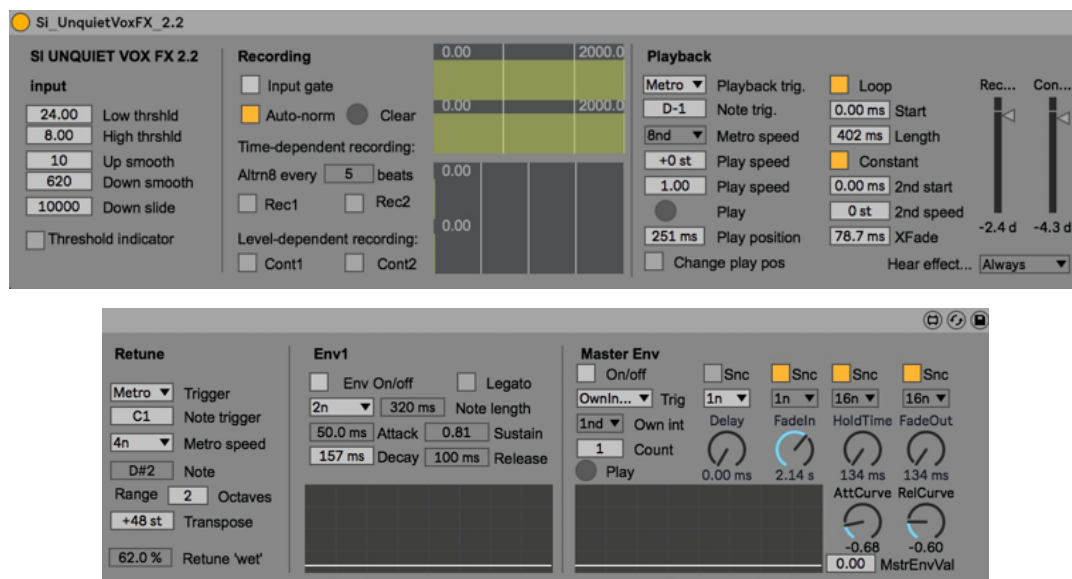 Si_UnquietVoxFX_2.2
SI UNQUIET VOX FX 2.2
input
24.00 Low thrshld
8.00 High thrshld
10 Up smooth
620 Down smooth
10000 Down slide
Threshold indicator
Recording
Input gate
Auto-norm Clear
Time-dependent recording:
Altrn8 every 5 beats
Rec1 Rec2
Level-dependent recording:
Cont1 Cont2
0.00 2000.0
0.00 2000.0
0.00
0.00
Playback
Metro Playback trig.
D-1 Note trig.
8nd Metro speed
+0 st Play speed
1.00 Play speed
Play
251 ms Play position
Change play pos
Loop
0.00 ms Start
402 ms Length
Constant
0.00 ms 2nd start
0 st 2nd speed
78.7 ms XFade
Rec... Con...
-2.4 d -4.3 d
Hear effect... Always
Retune
Metro Trigger
C1 Note trigger
4n Metro speed
D#2 Note
Range 2 Octaves
+48 st Transpose
62.0 % Retune 'wet'
Env1
Env On/off Legato
2n 320 ms Note length
50.0 ms Attack 0.81 Sustain
157 ms Decay 100 ms Release
Master Env
On/off
OwnIn... Trig
1nd Own int
1 Count
Play
Snc Snc Snc Snc
1n 1n 16n 16n
Delay FadeIn HoldTime FadeOut
0.00 ms 2.14 s 134 ms 134 ms
AttCurve RelCurve
-0.68 -0.60
0.00 MstrEnvVal